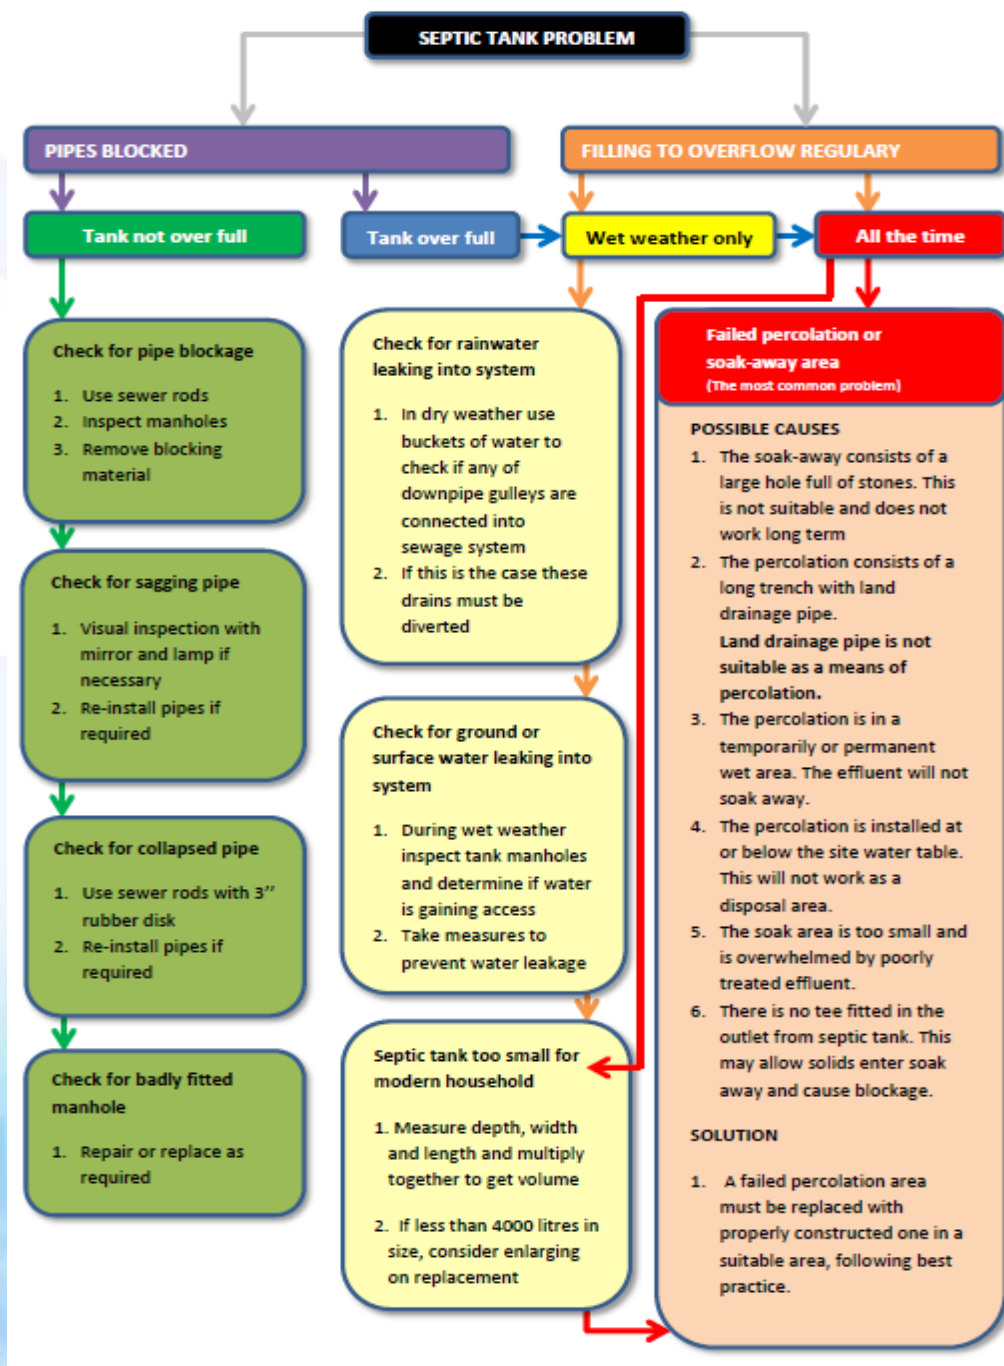 SEPTIC TANK PROBLEM
PIPES BLOCKED
FILLING TO OVERFLOW REGULARY
Tank not over full
Tank over full
Wet weather only
All the time
Check for pipe blockage
1. Use sewer rods
2. Inspect manholes
3. Remove blocking
material
Check for sagging pipe
1. Visual inspection with
mirror and lamp if
necessary
2. Re-install pipes if
required
Check for collapsed pipe
1. Use sewer rods with 3’’
rubber disk
2. Re-install pipes if
required
Check for badly fitted
manhole
1. Repair or replace as
required
Check for rainwater
leaking into system
1. In dry weather use
buckets of water to
check if any of
downpipe gulleys are
connected into
sewage system
2. If this is the case these
drains must be
diverted
Check for ground or
surface water leaking into
system
1. During wet weather
inspect tank manholes
and determine if water
is gaining access
2. Take measures to
prevent water leakage
Septic tank too small for
modern household
1. Measure depth, width
and length and multiply
together to get volume
2. If less than 4000 litres in
size, consider enlarging
on replacement
Failed percolation or
soak-away area
(The most common problem)
POSSIBLE CAUSES
1. The soak-away consists of a
large hole full of stones. This
is not suitable and does not
work long term
2. The percolation consists of a
long trench with land
drainage pipe.
Land drainage pipe is not
suitable as a means of
percolation.
3. The percolation is in a
temporarily or permanent
wet area. The effluent will not
soak away.
4. The percolation is installed at
or below the site water table.
This will not work as a
disposal area.
5. The soak area is too small and
is overwhelmed by poorly
treated effluent.
6. There is no tee fitted in the
outlet from septic tank. This
may allow solids enter soak
away and cause blockage.
SOLUTION
1. A failed percolation area
must be replaced with
properly constructed one in a
suitable area, following best
practice.